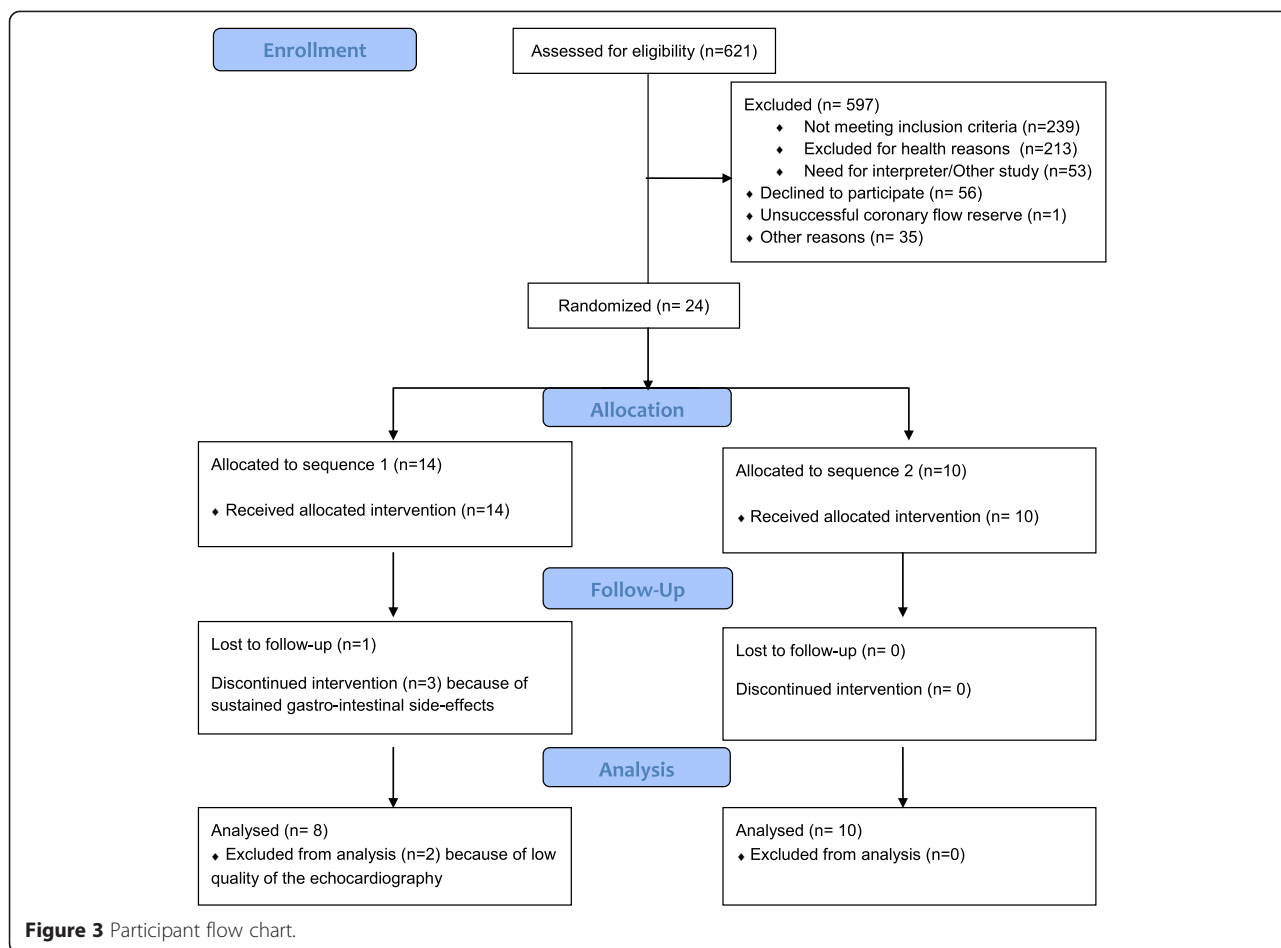 Enrollment
Assessed for eligibility (n=621)
Excluded (n= 597)
♦ Not meeting inclusion criteria (n=239)
♦ Excluded for health reasons (n=213)
♦ Need for interpreter/Other study (n=53)
♦ Declined to participate (n= 56)
♦ Unsuccessful coronary flow reserve (n=1)
♦ Other reasons (n= 35)
Randomized (n= 24)
Allocation
Allocated to sequence 1 (n=14)
♦ Received allocated intervention (n=14)
Allocated to sequence 2 (n=10)
♦ Received allocated intervention (n= 10)
Follow-Up
Lost to follow-up (n=1)
Discontinued intervention (n=3) because of
sustained gastro-intestinal side-effects
Lost to follow-up (n= 0)
Discontinued intervention (n= 0)
Analysis
Analysed (n= 8)
♦ Excluded from analysis (n=2) because of low
quality of the echocardiography
Analysed (n= 10)
♦ Excluded from analysis (n=0)
Figure 3 Participant flow chart.